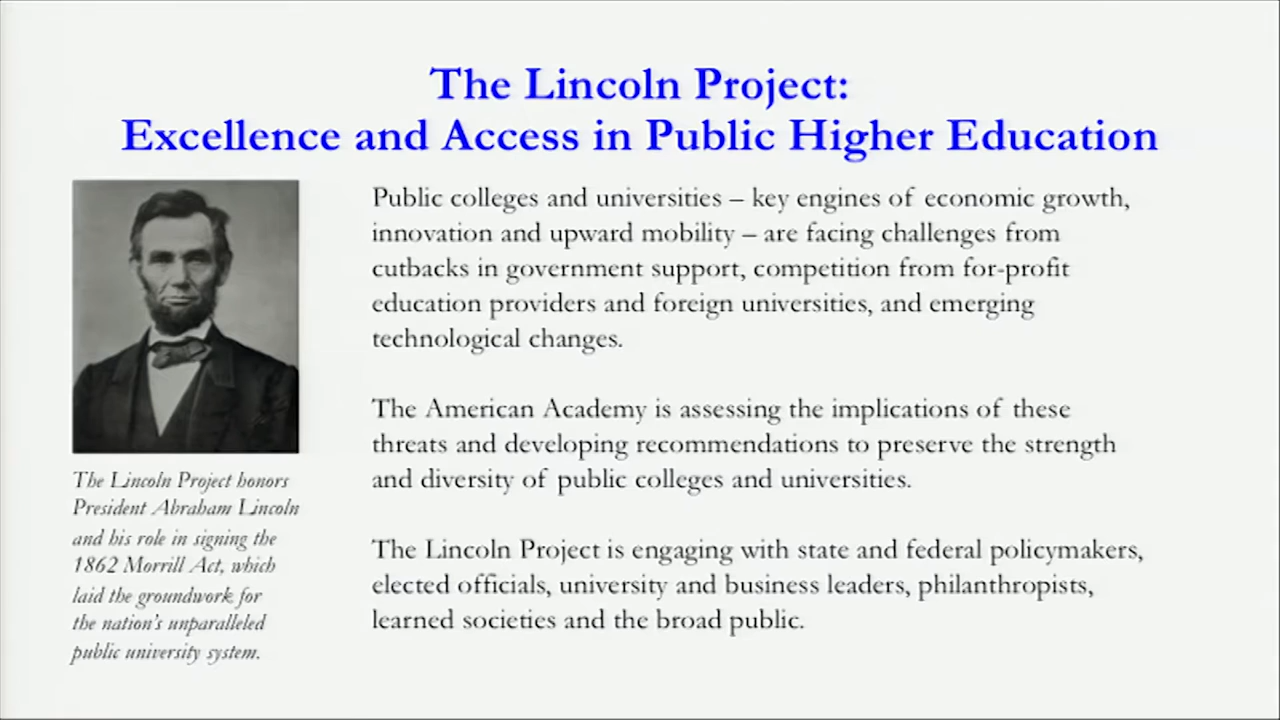 The Lincoln Project:
Excellence and Access in Public Higher Education
The Lincoln Project honors
President Abraham Lincoln
and his role in signing the
1862 Morrill Act, which
laid the groundwork for
the nation's unparalleled
public university system.
Public colleges and universities – key engines of economic growth,
innovation and upward mobility – are facing challenges from
cutbacks in government support, competition from for-profit
education providers and foreign universities, and emerging
technological changes.
The American Academy is assessing the implications of these
threats and developing recommendations to preserve the strength
and diversity of public colleges and universities.
The Lincoln Project is engaging with state and federal policymakers,
elected officials, university and business leaders, philanthropists,
learned societies and the broad public.